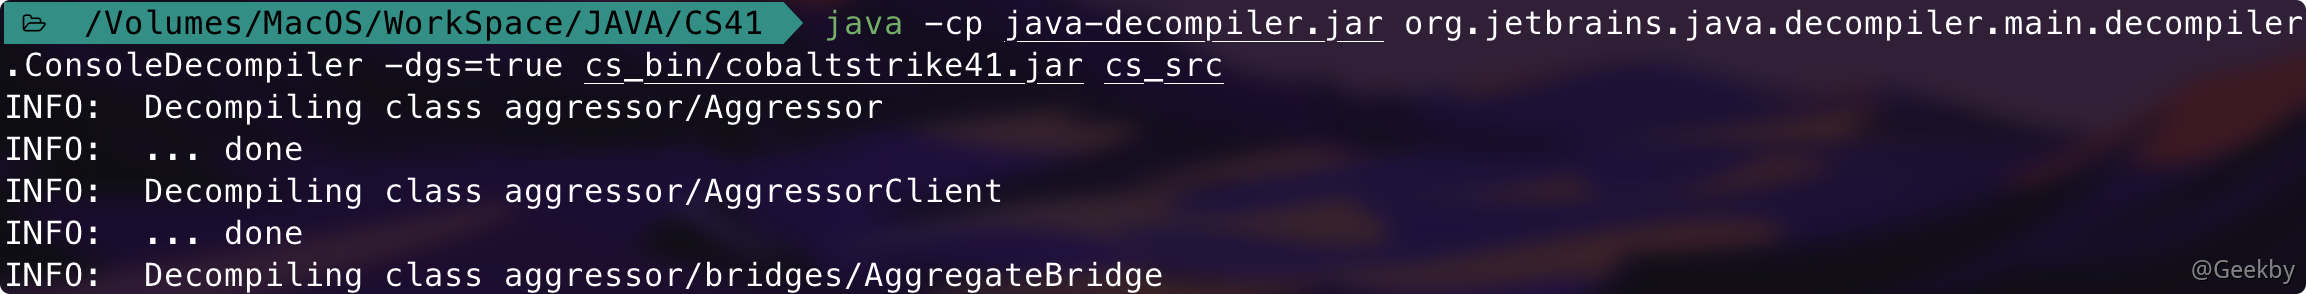 /Volumes/MacOS/WorkSpace/JAVA/CS41 java -cp java-decompiler.jar org.jetbrains.java.decompiler.main.decompiler
.ConsoleDecompiler -dgs=true cs_bin/cobaltstrike41.jar cs_src
INFO:  Decompiling class aggressor/Aggressor
INFO:  ... done
INFO:  Decompiling class aggressor/AggressorClient
INFO:  ... done
INFO:  Decompiling class aggressor/bridges/AggregateBridge
@Geekby